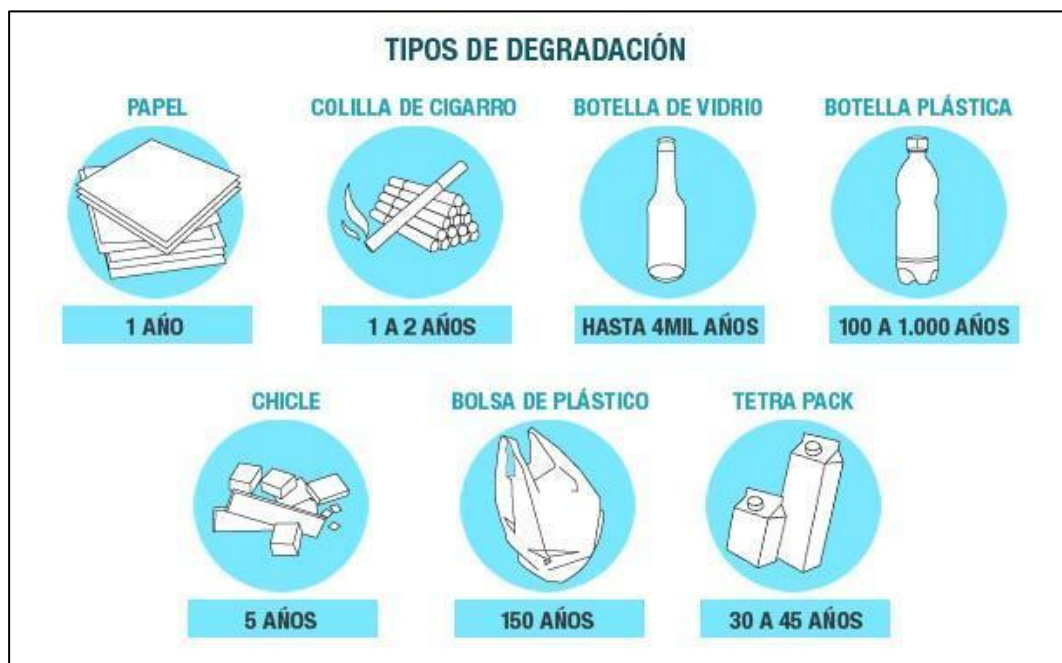 TIPOS DE DEGRADACIÓN
PAPEL
COLILLA DE CIGARRO
BOTELLA DE VIDRIO
BOTELLA PLÁSTICA
1 AÑO
1 A 2 AÑOS
HASTA 4MIL AÑOS
100 A 1.000 AÑOS
CHICLE
BOLSA DE PLÁSTICO
TETRA PACK
5 AÑOS
150 AÑOS
30 A 45 AÑOS